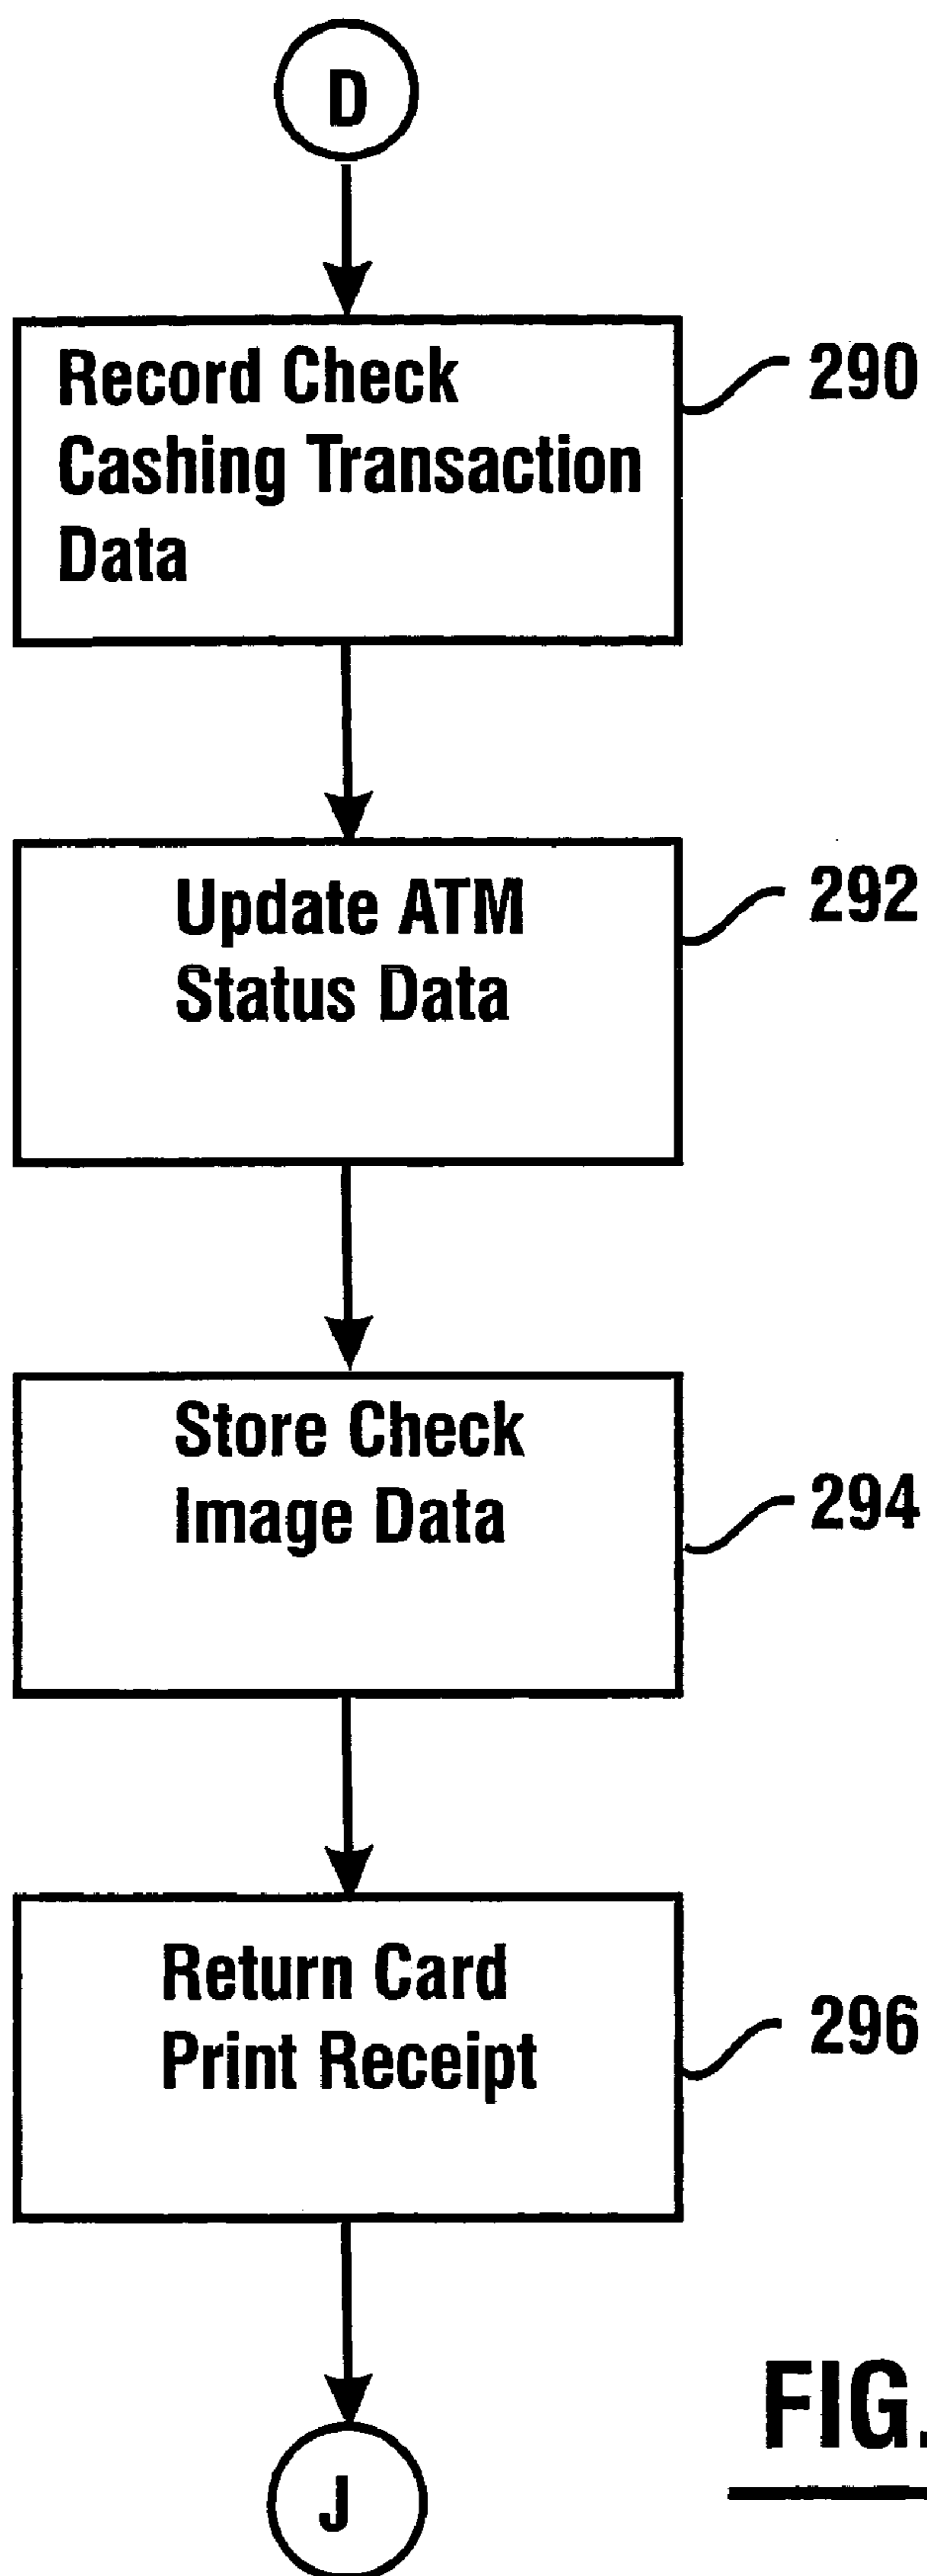 D
Record Check
Cashing Transaction
Data
290
Update ATM
Status Data
292
Store Check
Image Data
294
Return Card
Print Receipt
296
J
FIG.